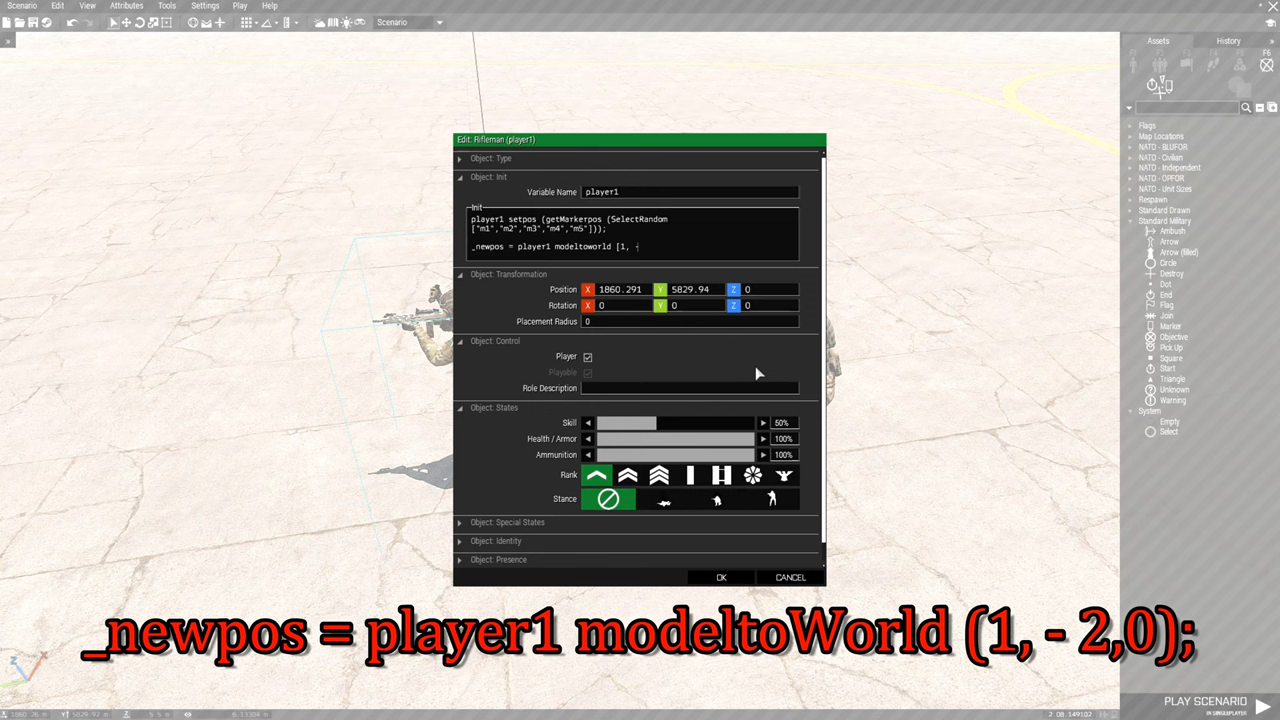 Scenario Edit View Attributes Tools Settings Play Help
Scenario
»
Assets History »
F6
Flags
Map Locations
NATO - BLUFOR
NATO - Civilian
NATO - Independent
NATO - OPFOR
NATO - Unit Sizes
Respawn
Standard Drawn
Standard Military
Ambush
Arrow
Arrow (filled)
Circle
Destroy
Dot
End
Flag
Join
Marker
Objective
Pick Up
Square
Start
Triangle
Unknown
Warning
System
Empty
Select
Edit: Rifleman (player1)
Object: Type
Object: Init
Variable Name player1
Init
player1 setpos (getMarkerpos (SelectRandom
["m1","m2","m3","m4","m5"]));
_newpos = player1 modeltoworld [1, -
Object: Transformation
Position X 1860.291 Y 5829.94 Z 0
Rotation X 0 Y 0 Z 0
Placement Radius 0
Object: Control
Player
Playable
Role Description
Object: States
Skill 50%
Health / Armor 100%
Ammunition 100%
Rank
Stance
Object: Special States
Object: Identity
Object: Presence
OK CANCEL
_newpos = player1 modeltoWorld (1, - 2,0);
Z X
2.08.149107
PLAY SCENARIO
IN SINGLEPLAYER